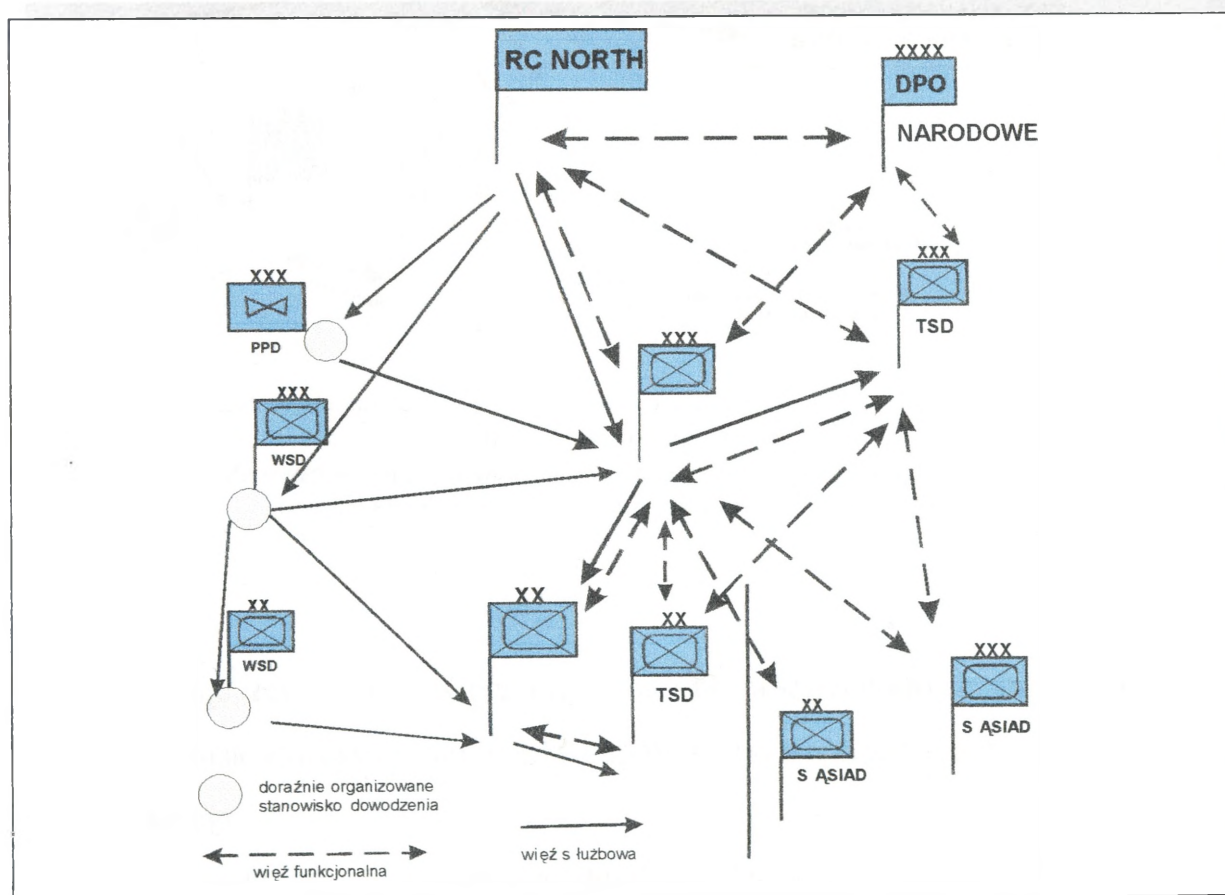 RC NORTH
XXXX
DPO
NARODOWE
XXX
TSD
XXX
PPD
XXX
XXX
WSD
XX
WSD
XX
XX
TSD
XX
S ĄSIAD
XXX
S ĄSIAD
doraźnie organizowane
stanowisko dowodzenia
więź funkcjonalna
więź s łużbowa